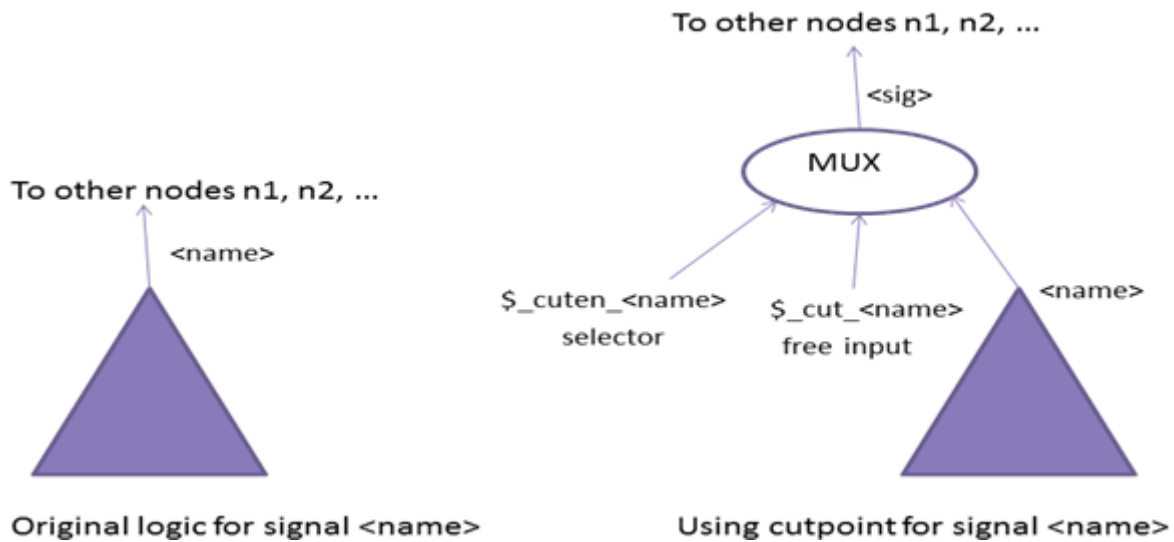 To other nodes n1, n2, ...
<name>
Original logic for signal <name>
To other nodes n1, n2, ...
<sig>
MUX
$_cuten_<name>
selector
$_cut_<name>
free input
<name>
Using cutpoint for signal <name>